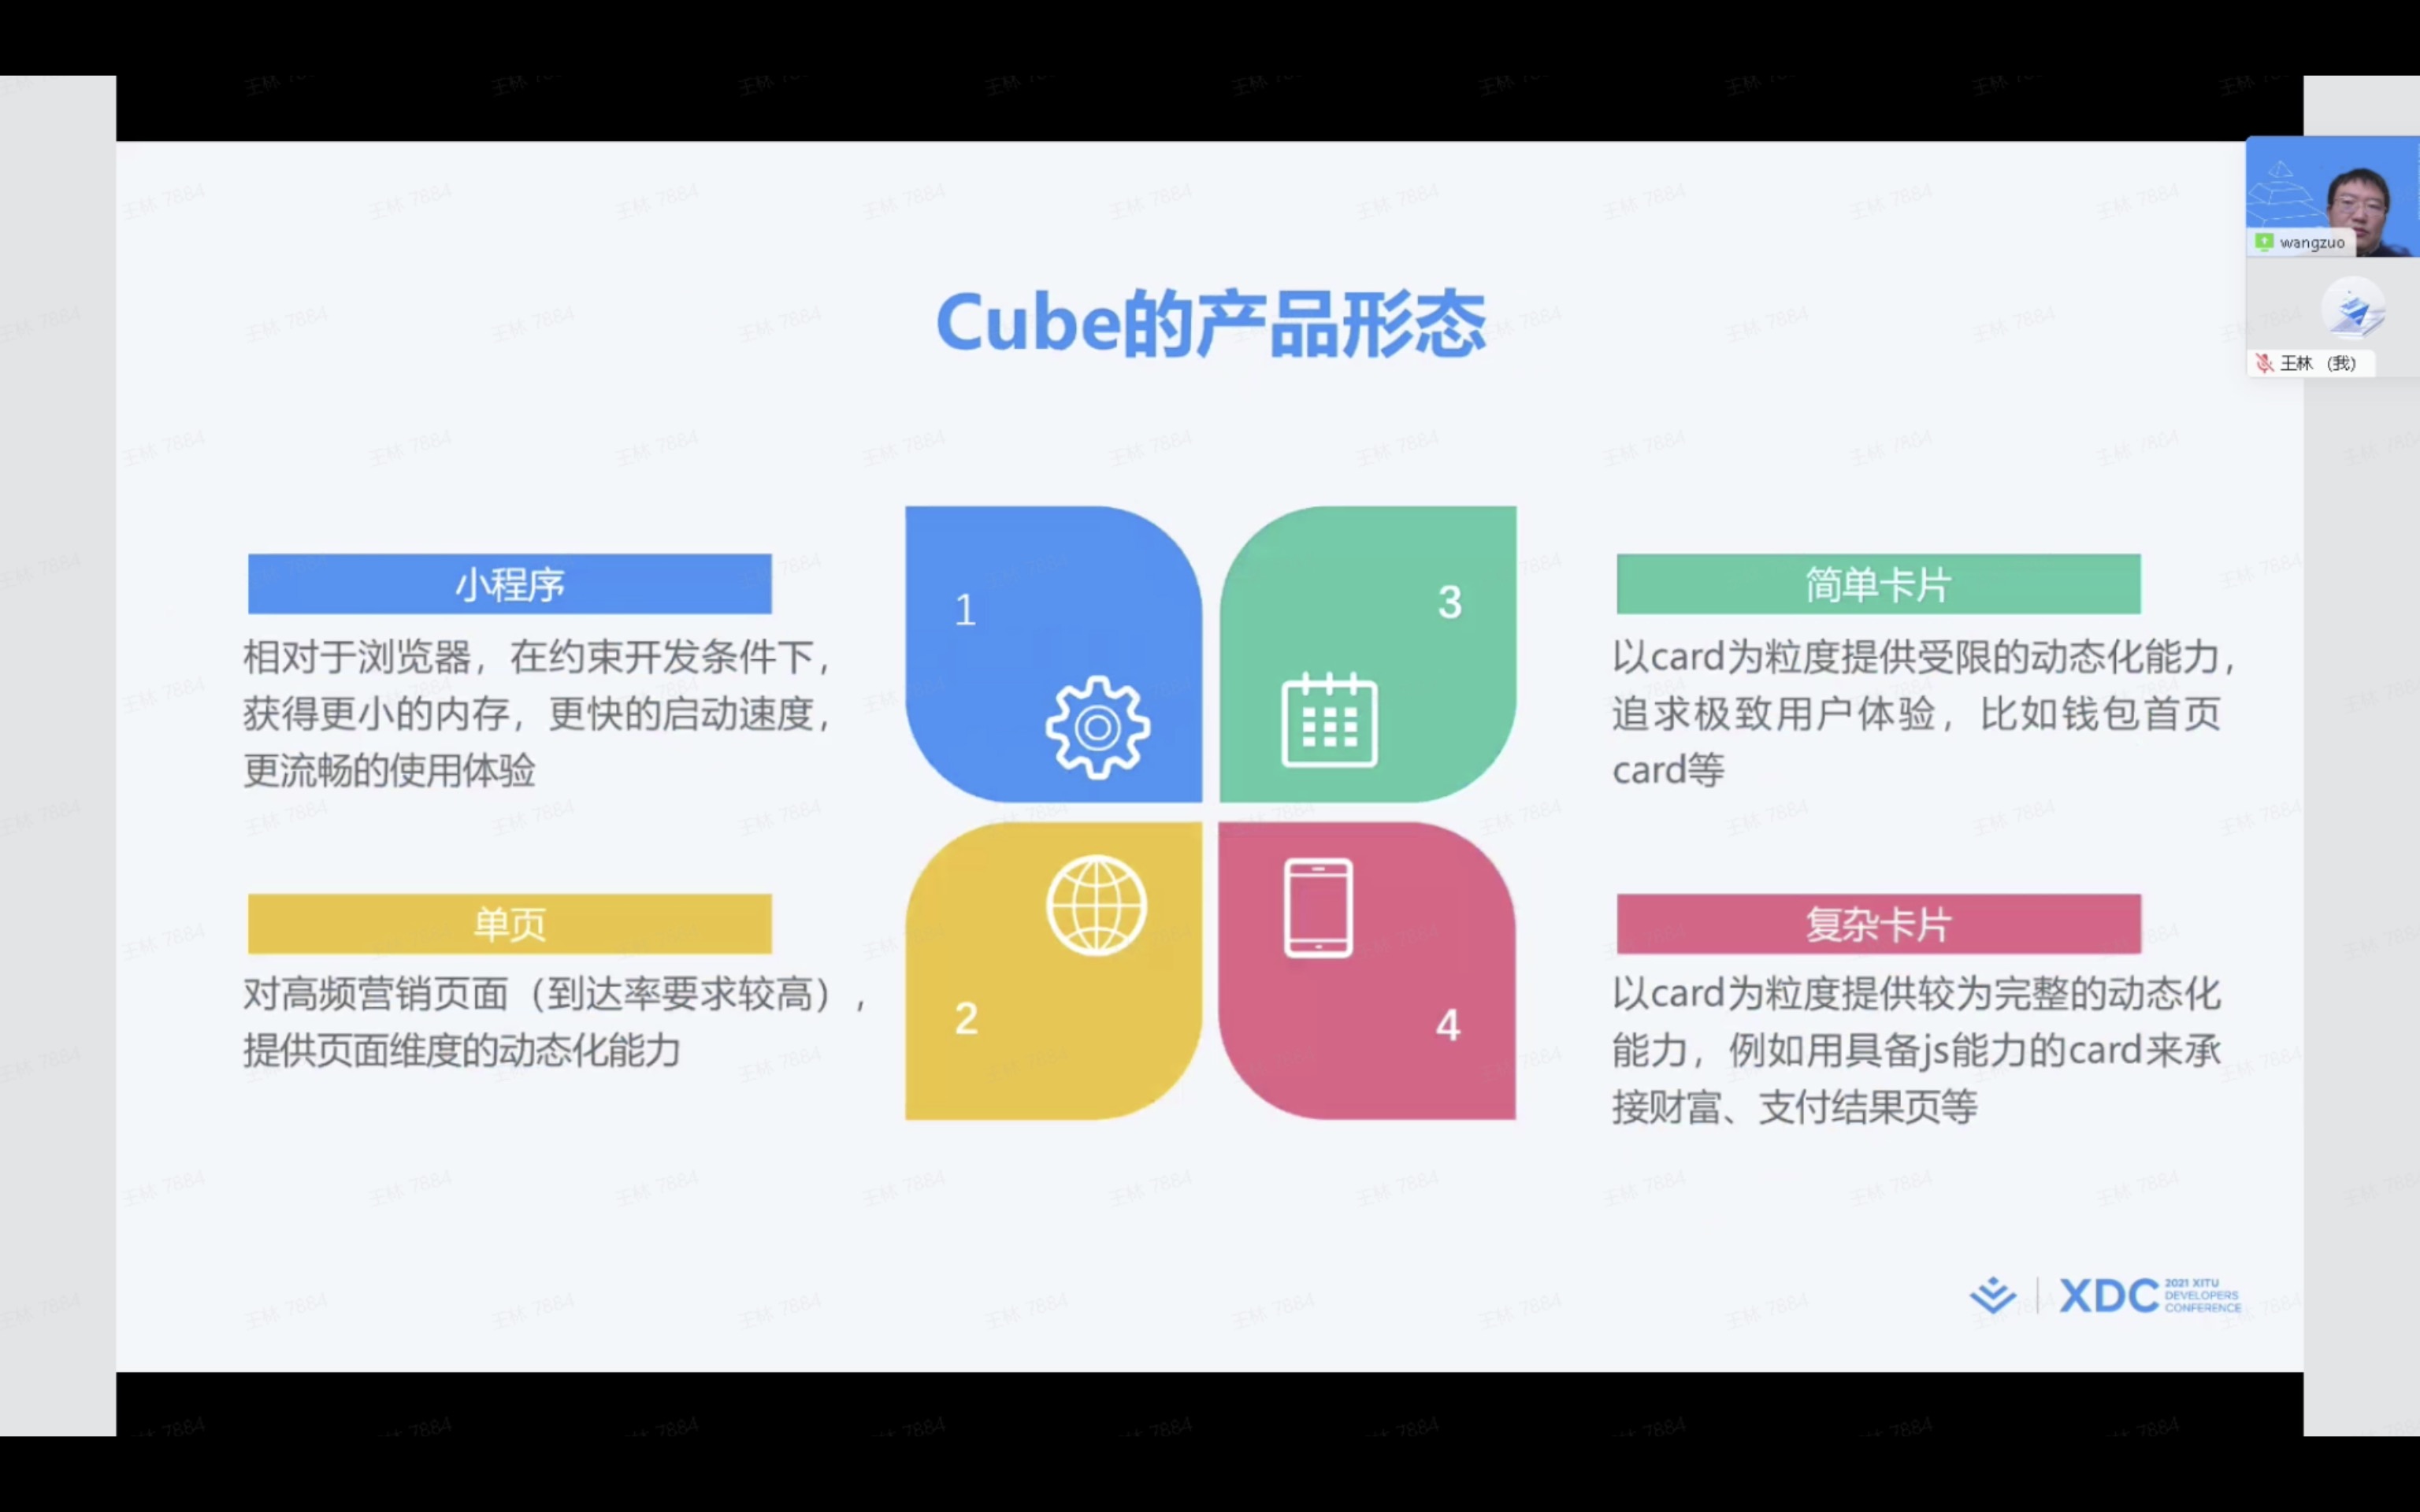 Cube的产品形态
小程序
相对于浏览器，在约束开发条件下，
获得更小的内存，更快的启动速度，
更流畅的使用体验
单页
对高频营销页面（到达率要求较高），
提供页面维度的动态化能力
1
3
2
4
简单卡片
以card为粒度提供受限的动态化能力，
追求极致用户体验，比如钱包首页
card等
复杂卡片
以card为粒度提供较为完整的动态化
能力，例如用具备js能力的card来承
接财富、支付结果页等
wangzuo
王林 （我）
XDC
2021 XITU
DEVELOPERS
CONFERENCE
王林 7884